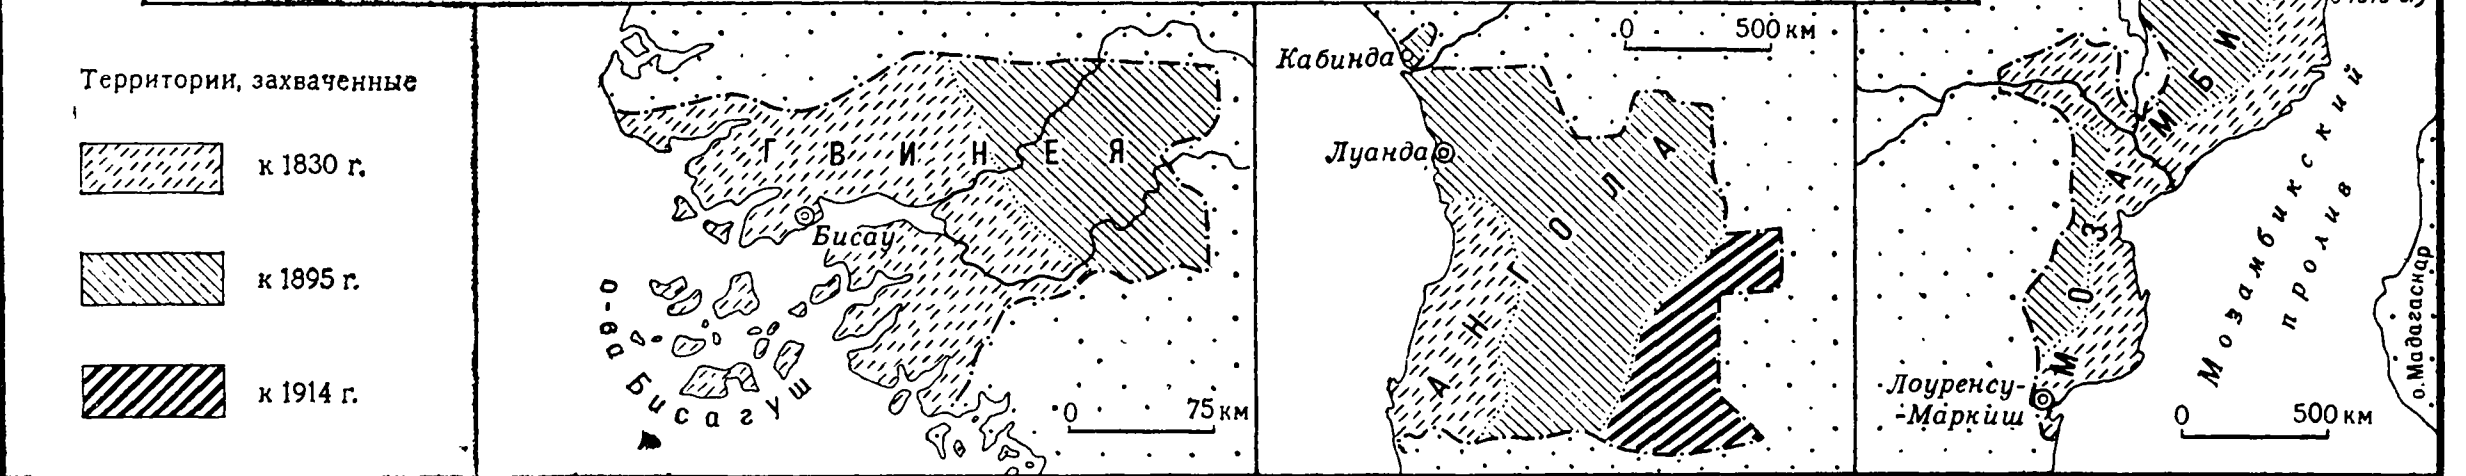 Территории, захваченные
к 1830 г.
к 1895 г.
к 1914 г.
ГВИНЕЯ
Бисау
о-ва Бисагуш
0 75 км
0 500 км
Кабинда
Луанда
АНГОЛА
МОЗАМБИ
Мозамбикский
пролив
о.Мадагаскар
Лоуренсу-
-Маркиш
0 500 км